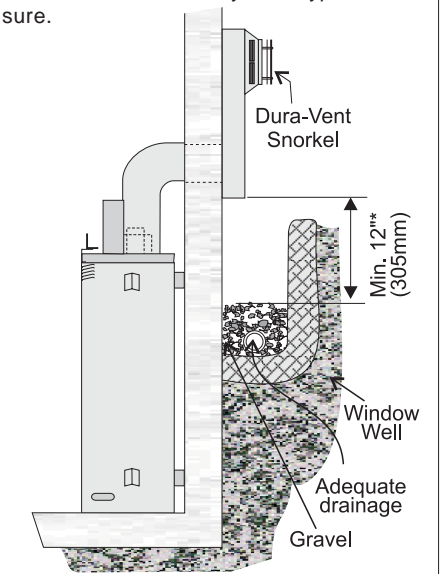 sure.
Dura-Vent
Snorkel
Min. 12"*
(305mm)
Window
Well
Adequate
drainage
Gravel